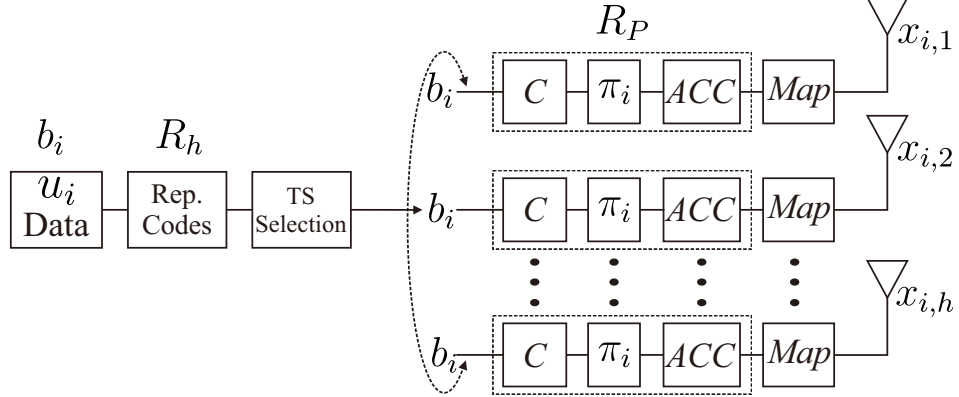 R_P
x_{i,1}
b_i C π_i ACC Map
b_i R_h
x_{i,2}
u_i Data
Rep. Codes
TS Selection
b_i C π_i ACC Map
x_{i,h}
b_i C π_i ACC Map